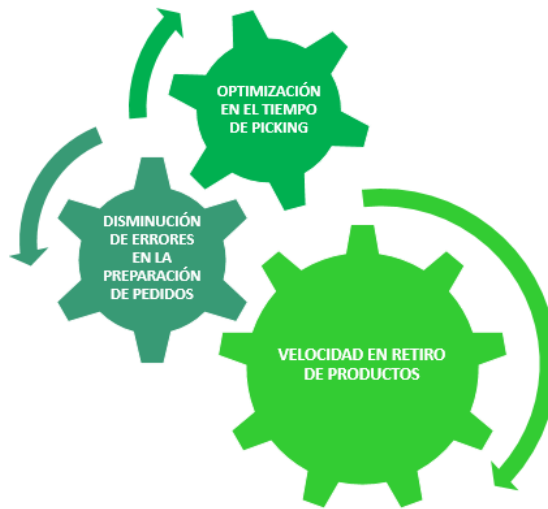 OPTIMIZACIÓN
EN EL TIEMPO
DE PICKING
DISMINUCIÓN
DE ERRORES
EN LA
PREPARACIÓN
DE PEDIDOS
VELOCIDAD EN RETIRO
DE PRODUCTOS